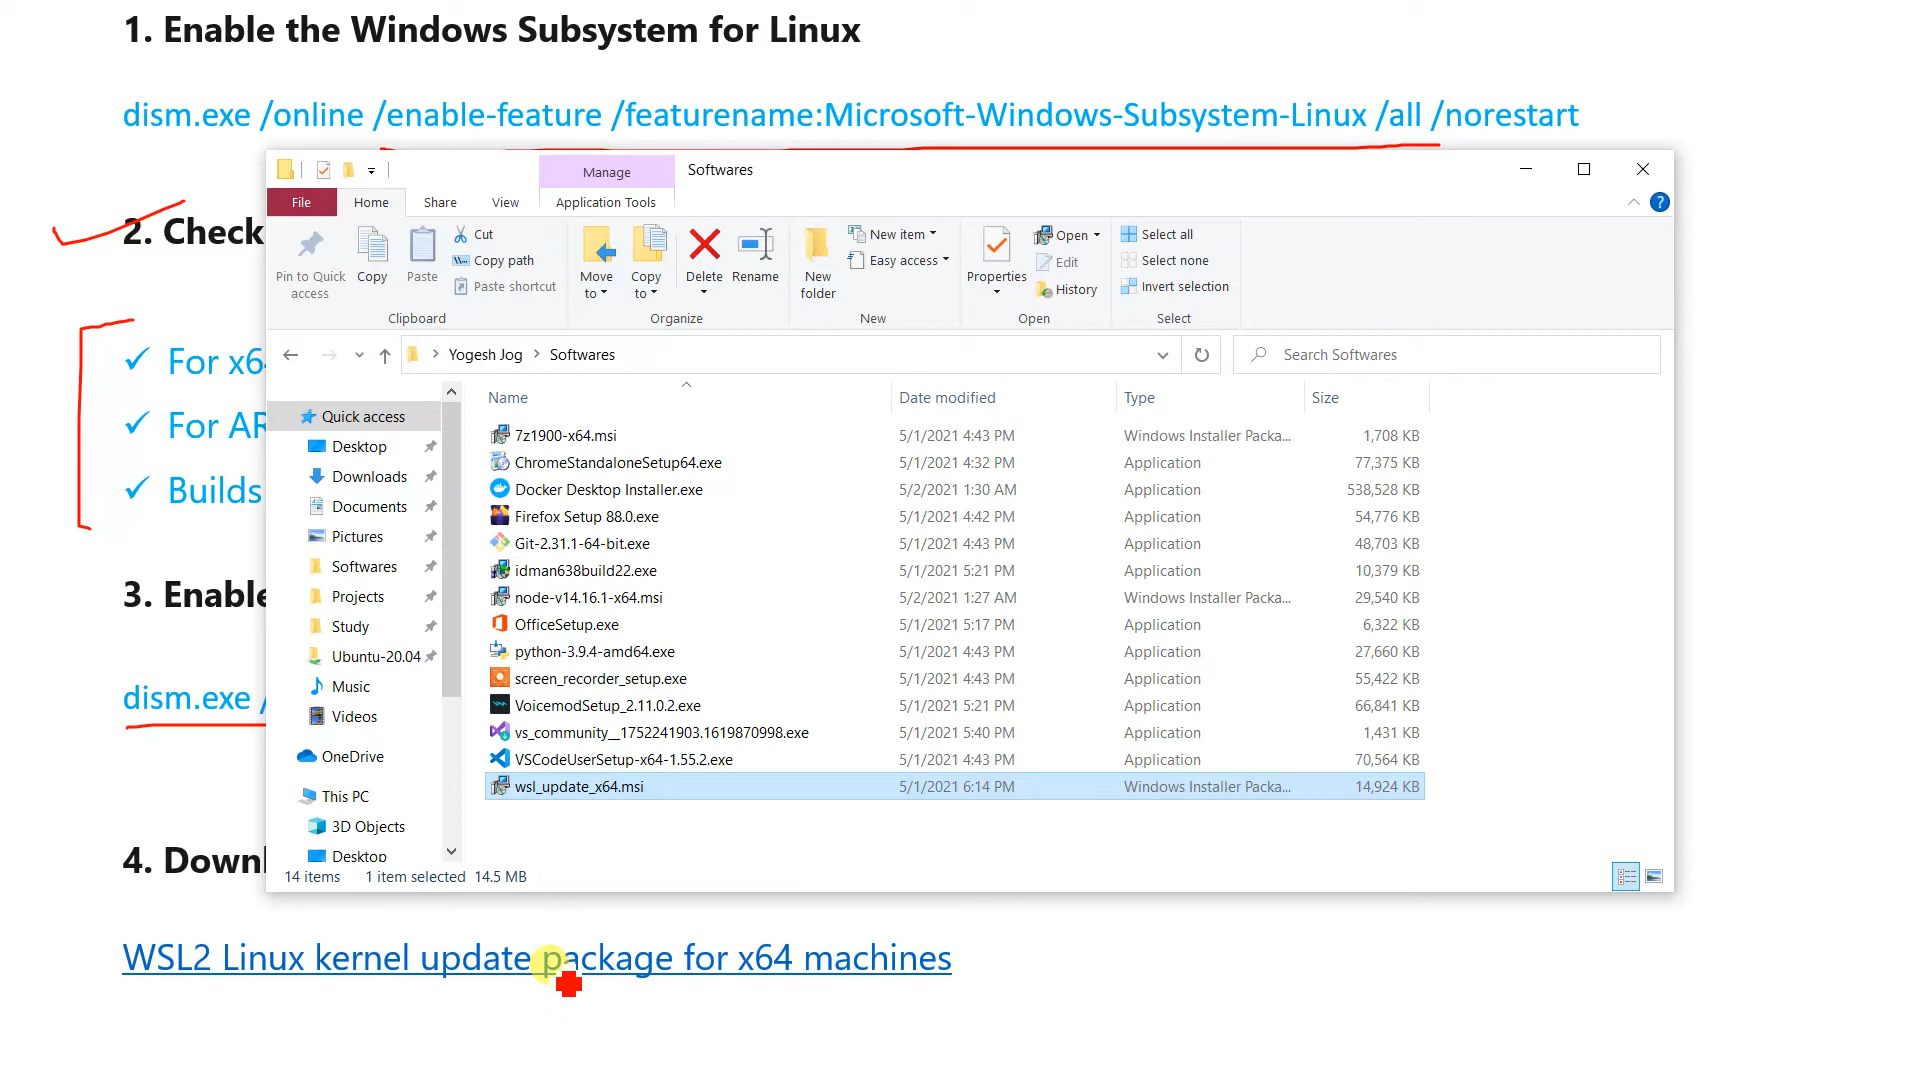 1. Enable the Windows Subsystem for Linux
dism.exe /online /enable-feature /featurename:Microsoft-Windows-Subsystem-Linux /all /norestart
Manage
Softwares
File
Home
Share
View
Application Tools
?
2. Check
Pin to Quick access
Copy
Paste
Cut
Copy path
Paste shortcut
Clipboard
Move to
Copy to
Delete
Rename
Organize
New folder
New item
Easy access
New
Properties
Open
Edit
History
Open
Select all
Select none
Invert selection
Select
Yogesh Jog
Softwares
Search Softwares
✓ For x6
✓ For AR
✓ Builds
3. Enable
dism.exe /
4. Down
Quick access
Desktop
Downloads
Documents
Pictures
Softwares
Projects
Study
Ubuntu-20.04
Music
Videos
OneDrive
This PC
3D Objects
Desktop
Name Date modified Type Size
7z1900-x64.msi 5/1/2021 4:43 PM Windows Installer Packa... 1,708 KB
ChromeStandaloneSetup64.exe 5/1/2021 4:32 PM Application 77,375 KB
Docker Desktop Installer.exe 5/2/2021 1:30 AM Application 538,528 KB
Firefox Setup 88.0.exe 5/1/2021 4:42 PM Application 54,776 KB
Git-2.31.1-64-bit.exe 5/1/2021 4:43 PM Application 48,703 KB
idman638build22.exe 5/1/2021 5:21 PM Application 10,379 KB
node-v14.16.1-x64.msi 5/2/2021 1:27 AM Windows Installer Packa... 29,540 KB
OfficeSetup.exe 5/1/2021 5:17 PM Application 6,322 KB
python-3.9.4-amd64.exe 5/1/2021 4:43 PM Application 27,660 KB
screen_recorder_setup.exe 5/1/2021 4:43 PM Application 55,422 KB
VoicemodSetup_2.11.0.2.exe 5/1/2021 5:21 PM Application 66,841 KB
vs_community__1752241903.1619870998.exe 5/1/2021 5:40 PM Application 1,431 KB
VSCodeUserSetup-x64-1.55.2.exe 5/1/2021 4:43 PM Application 70,564 KB
wsl_update_x64.msi 5/1/2021 6:14 PM Windows Installer Packa... 14,924 KB
14 items 1 item selected 14.5 MB
WSL2 Linux kernel update package for x64 machines